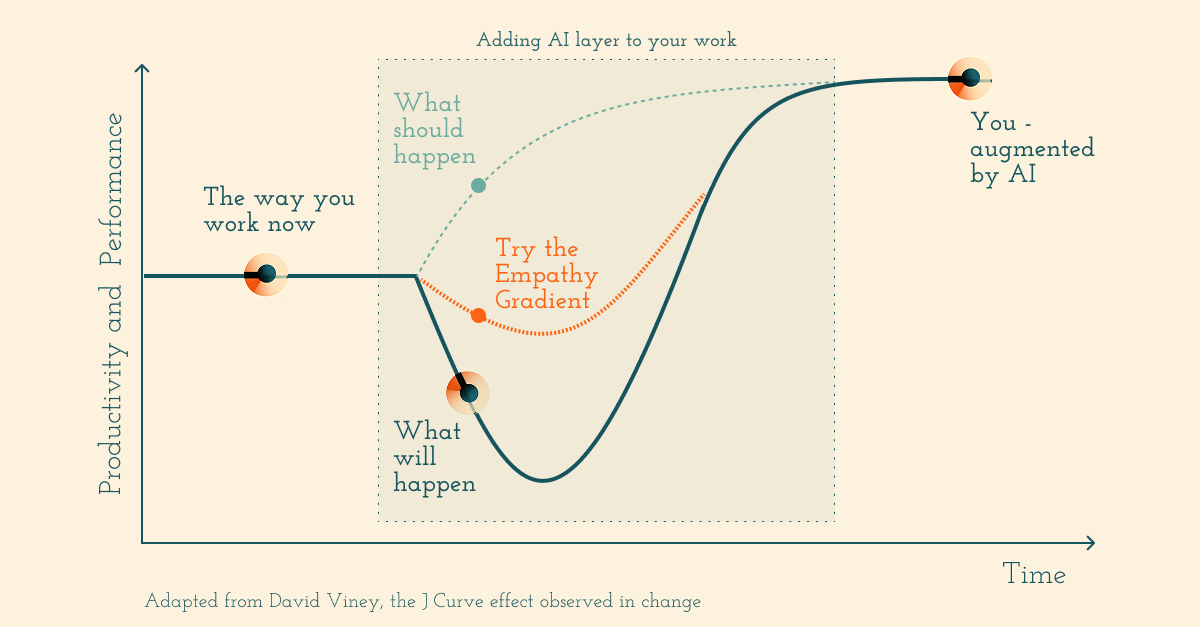 Adding AI layer to your work
What
should
happen
You -
augmented
by AI
The way you
work now
Try the
Empathy
Gradient
What
will
happen
Productivity and Performance
Time
Adapted from David Viney, the J Curve effect observed in change